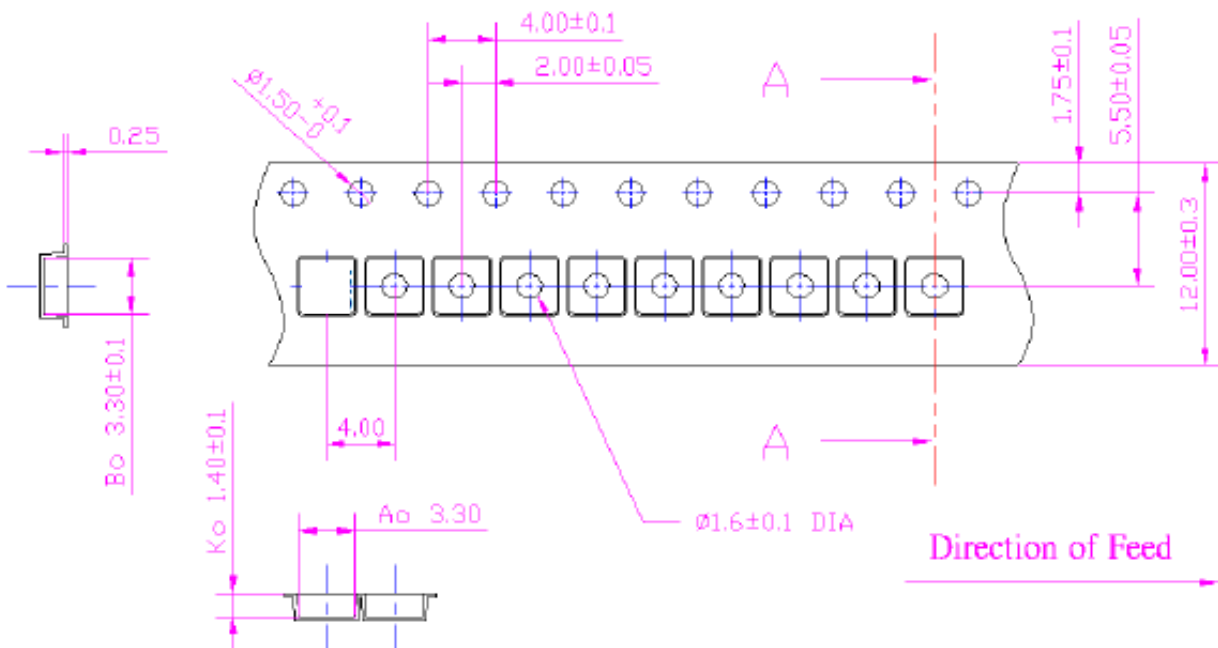 4.00±0.1
2.00±0.05
Ø1.50+0.1-0
A
1.75±0.1
5.50±0.05
0.25
12.00±0.3
Bo 3.30±0.1
4.00
A
Ko 1.40±0.1
Ao 3.30
Ø1.6±0.1 DIA
Direction of Feed